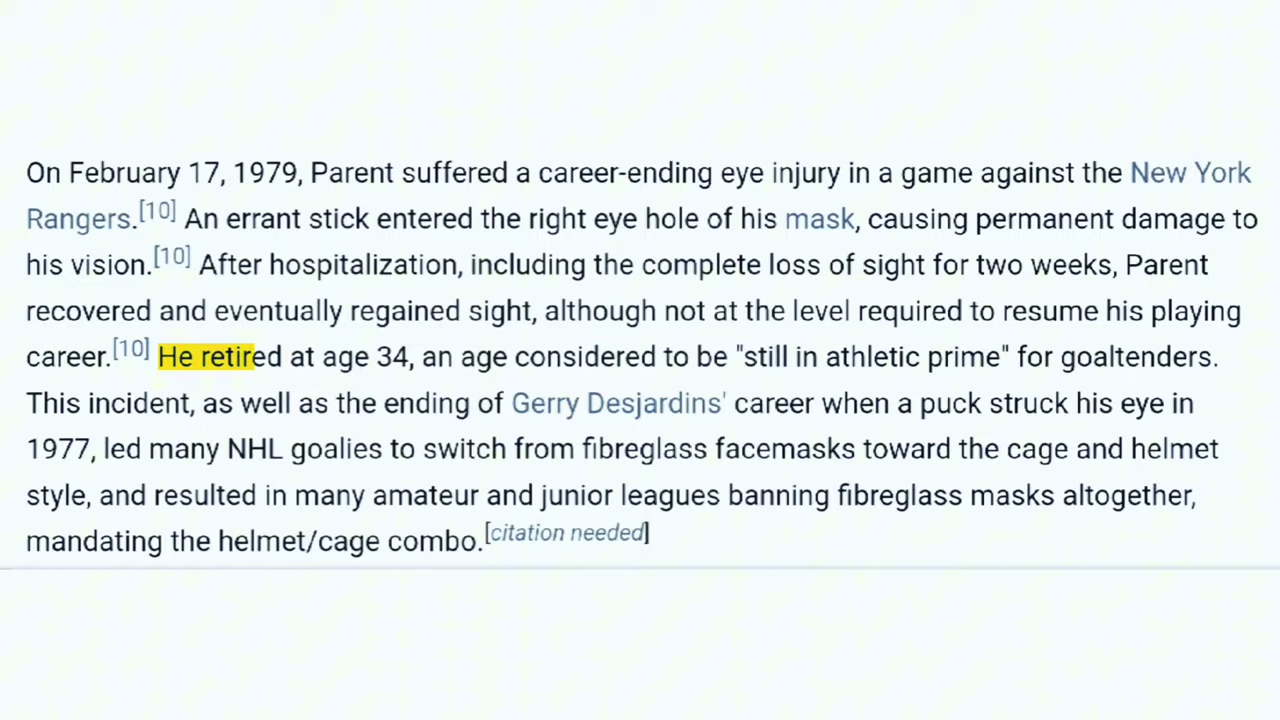 On February 17, 1979, Parent suffered a career-ending eye injury in a game against the New York
Rangers.[10] An errant stick entered the right eye hole of his mask, causing permanent damage to
his vision.[10] After hospitalization, including the complete loss of sight for two weeks, Parent
recovered and eventually regained sight, although not at the level required to resume his playing
career.[10] He retired at age 34, an age considered to be "still in athletic prime" for goaltenders.
This incident, as well as the ending of Gerry Desjardins' career when a puck struck his eye in
1977, led many NHL goalies to switch from fibreglass facemasks toward the cage and helmet
style, and resulted in many amateur and junior leagues banning fibreglass masks altogether,
mandating the helmet/cage combo.[citation needed]